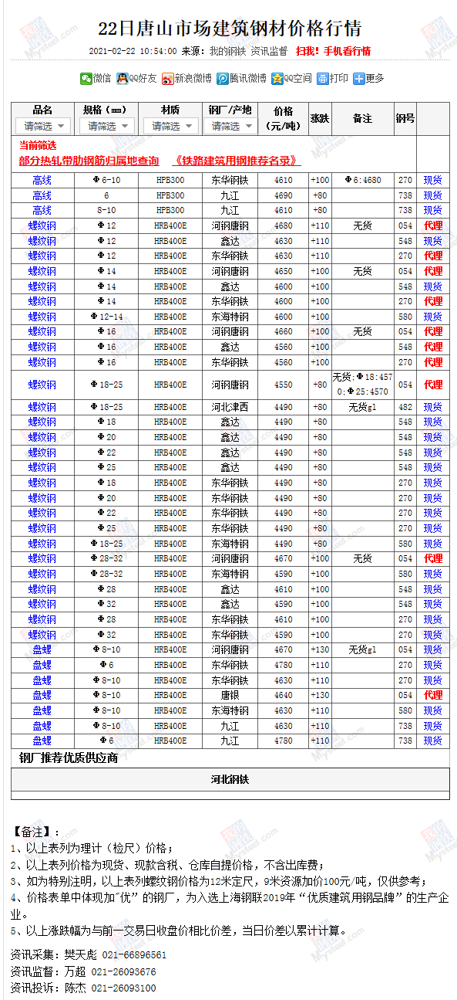 22日唐山市场建筑钢材价格行情
2021-02-22 10:54:00 来源：我的钢铁 资讯监督 扫我！手机看行情
微信 QQ好友 新浪微博 腾讯微博 QQ空间 打印 更多
品名 规格（mm） 材质 钢厂/产地 价格（元/吨） 涨跌 备注 钢号
请筛选 请筛选 请筛选 请筛选
当前筛选
部分热轧带肋钢筋归属地查询 《铁路建筑用钢推荐名录》
高线 Φ6-10 HPB300 东华钢铁 4610 +100 Φ6:4680 270 现货
高线 6 HPB300 九江 4690 +80 738 现货
高线 8-10 HPB300 九江 4610 +80 738 现货
螺纹钢 Φ12 HRB400E 河钢唐钢 4680 +110 无货 054 代理
螺纹钢 Φ12 HRB400E 鑫达 4630 +110 548 现货
螺纹钢 Φ12 HRB400E 东华钢铁 4630 +110 270 代理
螺纹钢 Φ14 HRB400E 河钢唐钢 4650 +100 无货 054 代理
螺纹钢 Φ14 HRB400E 鑫达 4600 +100 548 现货
螺纹钢 Φ14 HRB400E 东华钢铁 4600 +100 270 代理
螺纹钢 Φ12-14 HRB400E 东海特钢 4600 +100 580 现货
螺纹钢 Φ16 HRB400E 河钢唐钢 4660 +100 无货 054 代理
螺纹钢 Φ16 HRB400E 鑫达 4560 +100 548 代理
螺纹钢 Φ16 HRB400E 东华钢铁 4560 +100 270 代理
螺纹钢 Φ18-25 HRB400E 河钢唐钢 4550 +80 无货;Φ18:4570;Φ25:4570 054 代理
螺纹钢 Φ18-25 HRB400E 河北津西 4490 +80 无货gl 482 现货
螺纹钢 Φ18 HRB400E 鑫达 4490 +80 548 现货
螺纹钢 Φ20 HRB400E 鑫达 4490 +80 548 现货
螺纹钢 Φ22 HRB400E 鑫达 4490 +80 548 现货
螺纹钢 Φ25 HRB400E 鑫达 4490 +80 548 现货
螺纹钢 Φ18 HRB400E 东华钢铁 4490 +80 270 现货
螺纹钢 Φ20 HRB400E 东华钢铁 4490 +80 270 现货
螺纹钢 Φ22 HRB400E 东华钢铁 4490 +80 270 现货
螺纹钢 Φ25 HRB400E 东华钢铁 4490 +80 270 现货
螺纹钢 Φ18-25 HRB400E 东海特钢 4490 +80 580 现货
螺纹钢 Φ28-32 HRB400E 河钢唐钢 4670 +100 无货 054 代理
螺纹钢 Φ28-32 HRB400E 东海特钢 4590 +100 580 现货
螺纹钢 Φ28 HRB400E 鑫达 4610 +100 548 现货
螺纹钢 Φ32 HRB400E 鑫达 4590 +100 548 现货
螺纹钢 Φ28 HRB400E 东华钢铁 4610 +100 270 现货
螺纹钢 Φ32 HRB400E 东华钢铁 4590 +100 270 现货
盘螺 Φ8-10 HRB400E 河钢唐钢 4670 +130 无货gl 054 现货
盘螺 Φ6 HRB400E 东华钢铁 4780 +110 270 现货
盘螺 Φ8-10 HRB400E 东华钢铁 4630 +110 270 现货
盘螺 Φ8-10 HRB400E 唐银 4640 +130 054 代理
盘螺 Φ8-10 HRB400E 东海特钢 4630 +110 580 现货
盘螺 Φ8-10 HRB400E 九江 4630 +110 738 现货
盘螺 Φ6 HRB400E 九江 4780 +110 738 现货
钢厂推荐优质供应商
河北钢铁
【备注】：
1、以上表列为理计（检尺）价格；
2、以上表列价格为现货、现款含税、仓库自提价格，不含出库费；
3、如为特别注明，以上表列螺纹钢价格为12米定尺，9米资源加价100元/吨，仅供参考；
4、价格表单中体现加"优”的钢厂，为入选上海钢联2019年“优质建筑用钢品牌”的生产企
业。
5、以上涨跌幅为与前一交易日收盘价相比价差，当日价差以累计计算。
资讯采集：樊天彪 021-66896561
资讯监督：万超 021-26093676
资讯投诉：陈杰 021-26093100